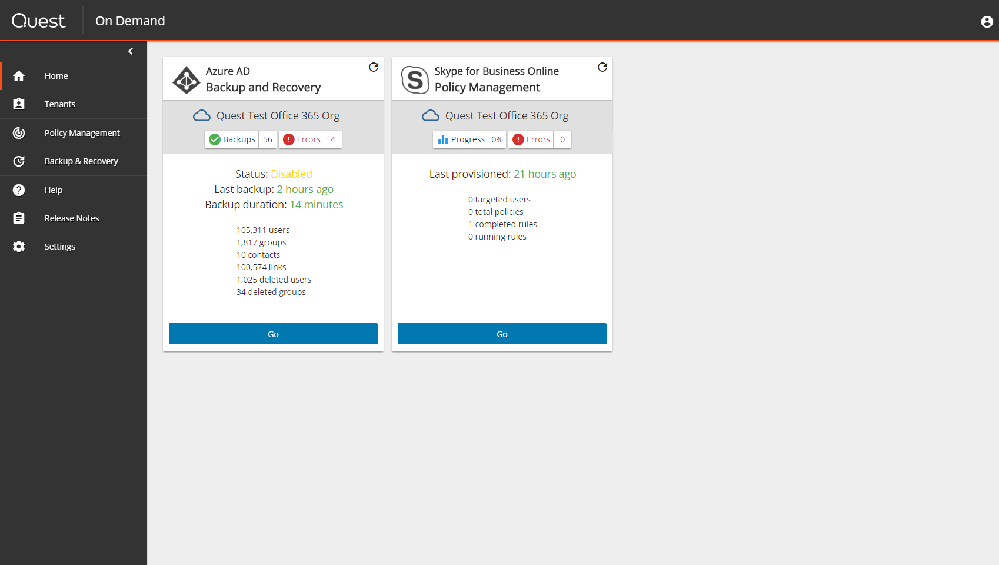 Quest
On Demand
Home
Tenants
Policy Management
Backup & Recovery
Help
Release Notes
Settings
Azure AD
Backup and Recovery
Quest Test Office 365 Org
Backups 56 Errors 4
Status: Disabled
Last backup: 2 hours ago
Backup duration: 14 minutes
105,311 users
1,817 groups
10 contacts
100,574 links
1,025 deleted users
34 deleted groups
Go
Skype for Business Online
Policy Management
Quest Test Office 365 Org
Progress 0% Errors 0
Last provisioned: 21 hours ago
0 targeted users
0 total policies
1 completed rules
0 running rules
Go